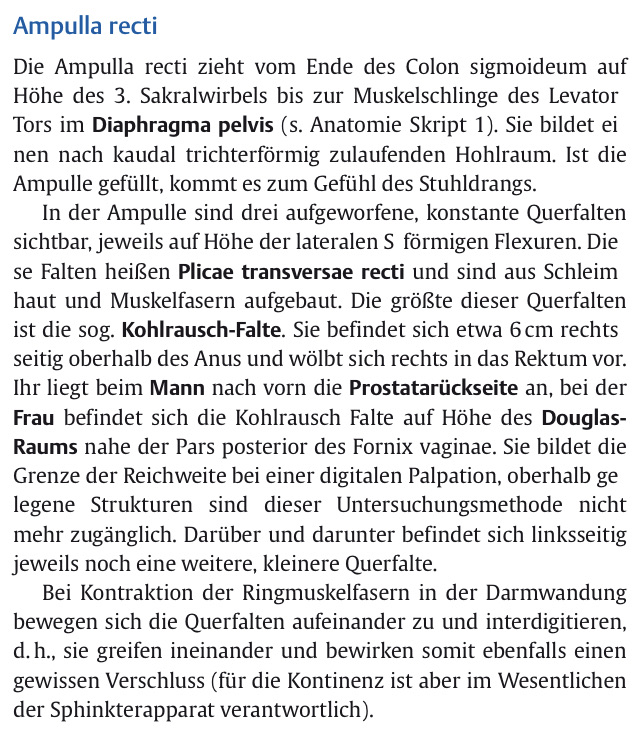 Ampulla recti
Die Ampulla recti zieht vom Ende des Colon sigmoideum auf
Höhe des 3. Sakralwirbels bis zur Muskelschlinge des Levator
Tors im Diaphragma pelvis (s. Anatomie Skript 1). Sie bildet ei
nen nach kaudal trichterförmig zulaufenden Hohlraum. Ist die
Ampulle gefüllt, kommt es zum Gefühl des Stuhldrangs.
In der Ampulle sind drei aufgeworfene, konstante Querfalten
sichtbar, jeweils auf Höhe der lateralen S förmigen Flexuren. Die
se Falten heißen Plicae transversae recti und sind aus Schleim
haut und Muskelfasern aufgebaut. Die größte dieser Querfalten
ist die sog. Kohlrausch-Falte. Sie befindet sich etwa 6 cm rechts
seitig oberhalb des Anus und wölbt sich rechts in das Rektum vor.
Ihr liegt beim Mann nach vorn die Prostatarückseite an, bei der
Frau befindet sich die Kohlrausch Falte auf Höhe des Douglas-
Raums nahe der Pars posterior des Fornix vaginae. Sie bildet die
Grenze der Reichweite bei einer digitalen Palpation, oberhalb ge
legene Strukturen sind dieser Untersuchungsmethode nicht
mehr zugänglich. Darüber und darunter befindet sich linksseitig
jeweils noch eine weitere, kleinere Querfalte.
Bei Kontraktion der Ringmuskelfasern in der Darmwandung
bewegen sich die Querfalten aufeinander zu und interdigitieren,
d. h., sie greifen ineinander und bewirken somit ebenfalls einen
gewissen Verschluss (für die Kontinenz ist aber im Wesentlichen
der Sphinkterapparat verantwortlich).